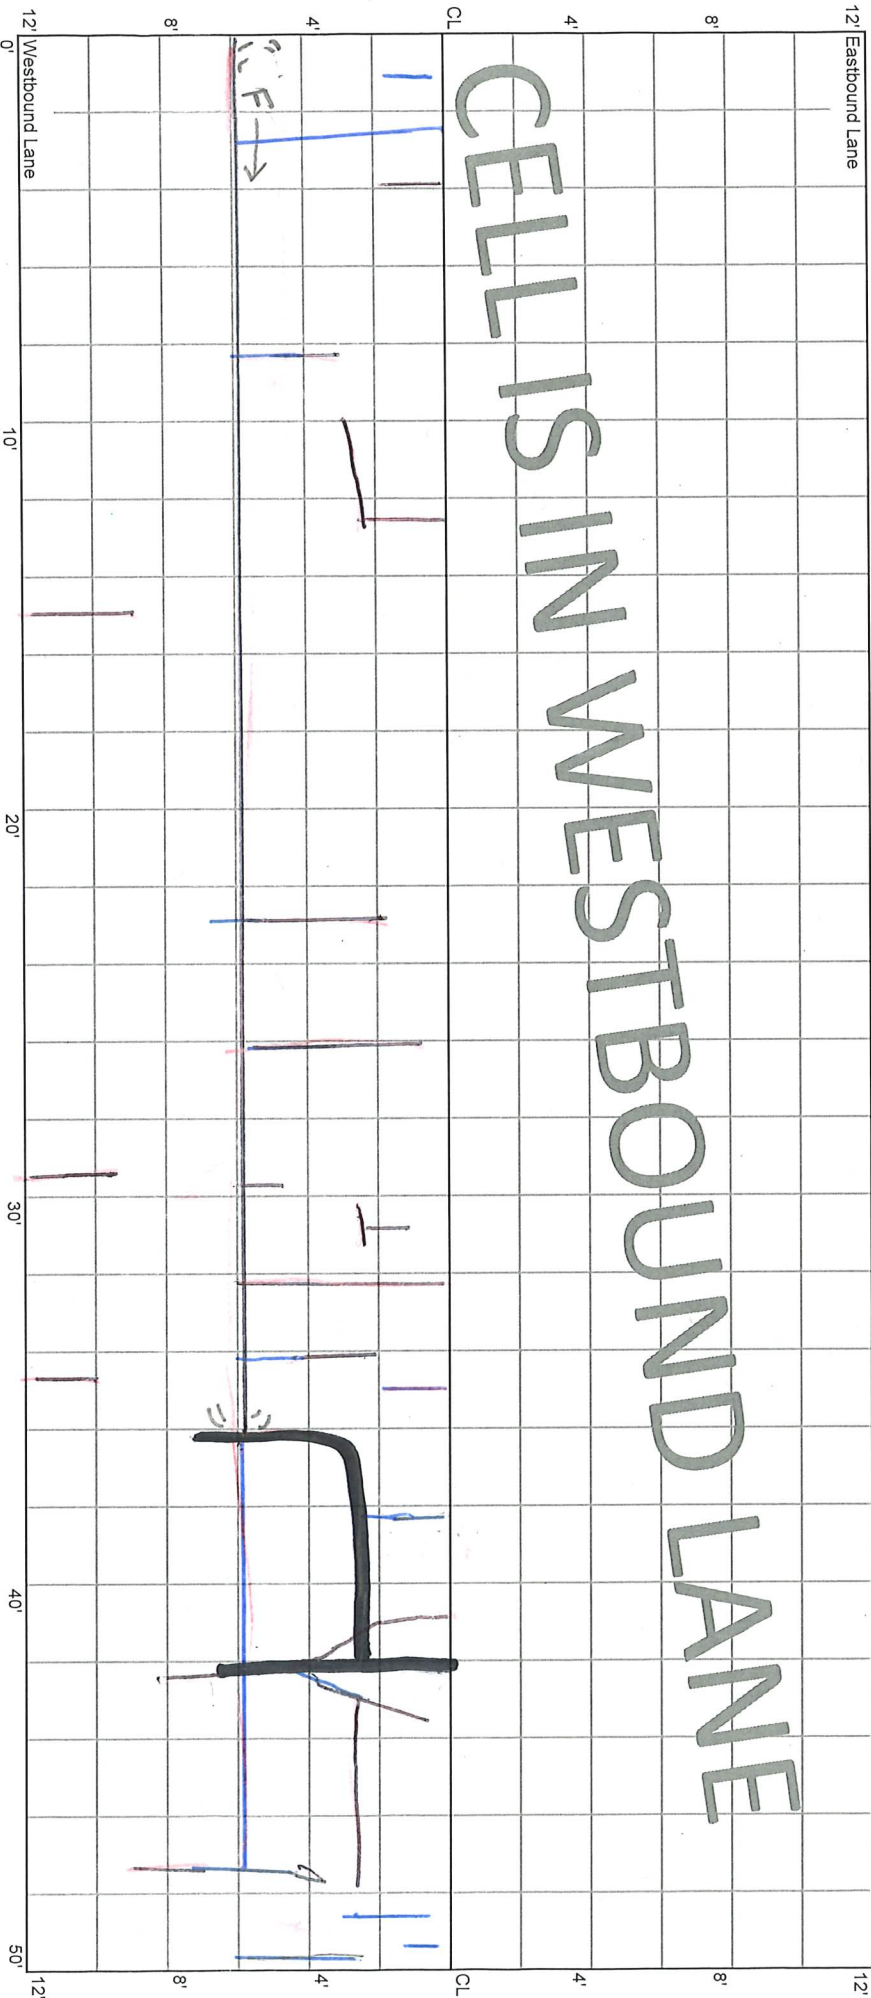 12' 8' 4' CL 4' 8' 12'
Eastbound Lane
CELL IS IN WESTBOUND LANE
Westbound Lane
F
0' 10' 20' 30' 40' 50'
12' 8' 4' CL 4' 8' 12'